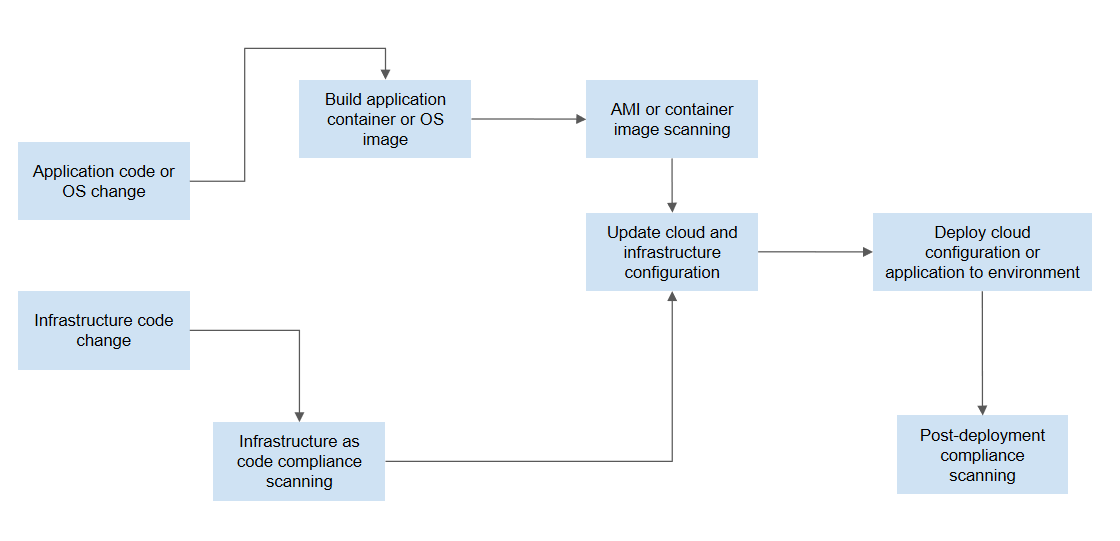 Build application
container or OS
image
AMI or container
image scanning
Application code or
OS change
Update cloud and
infrastructure
configuration
Deploy cloud
configuration or
application to environment
Infrastructure code
change
Infrastructure as
code compliance
scanning
Post-deployment
compliance
scanning